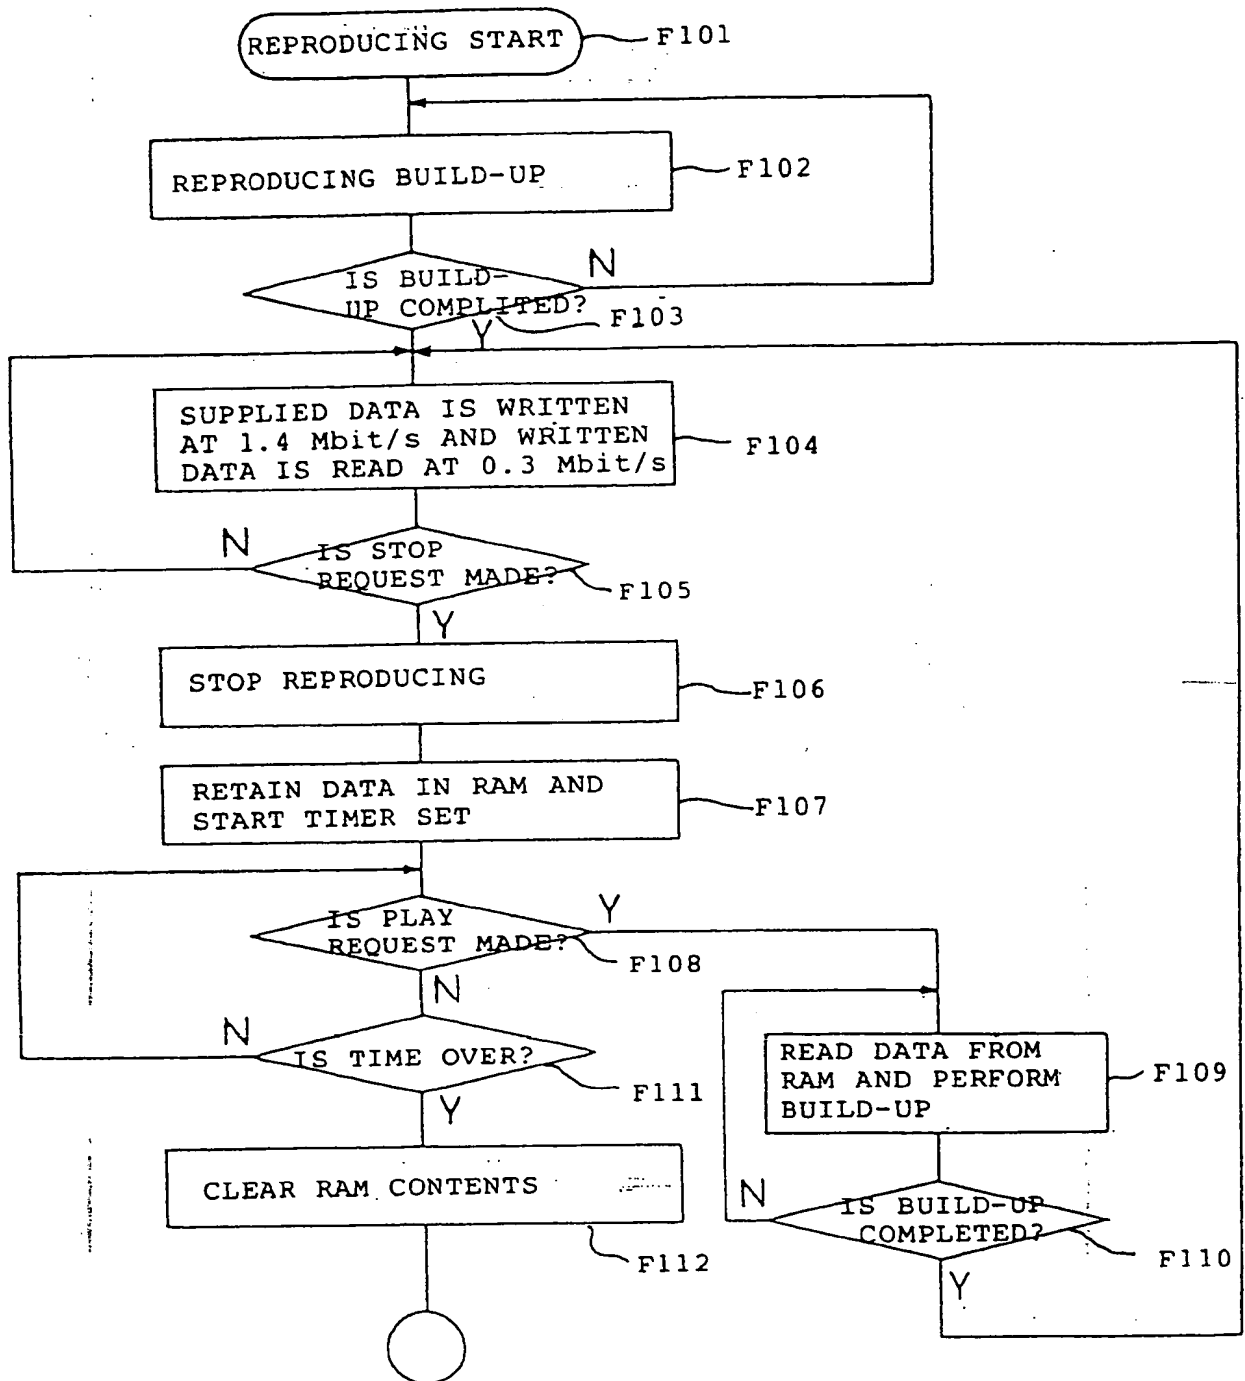 REPRODUCING START
F101
REPRODUCING BUILD-UP
F102
IS BUILD-
UP COMPLITED?
N
F103
Y
SUPPLIED DATA IS WRITTEN
AT 1.4 Mbit/s AND WRITTEN
DATA IS READ AT 0.3 Mbit/s
F104
N
IS STOP
REQUEST MADE?
F105
Y
STOP REPRODUCING
F106
RETAIN DATA IN RAM AND
START TIMER SET
F107
IS PLAY
REQUEST MADE?
Y
F108
N
N
IS TIME OVER?
F111
Y
READ DATA FROM
RAM AND PERFORM
BUILD-UP
F109
CLEAR RAM CONTENTS
F112
N
IS BUILD-UP
COMPLETED?
F110
Y